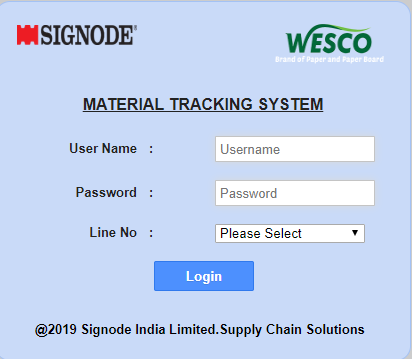 SIGNODE®
WESCO
Brand of Paper and Paper Board
MATERIAL TRACKING SYSTEM
User Name : Username
Password : Password
Line No : Please Select
Login
@2019 Signode India Limited.Supply Chain Solutions